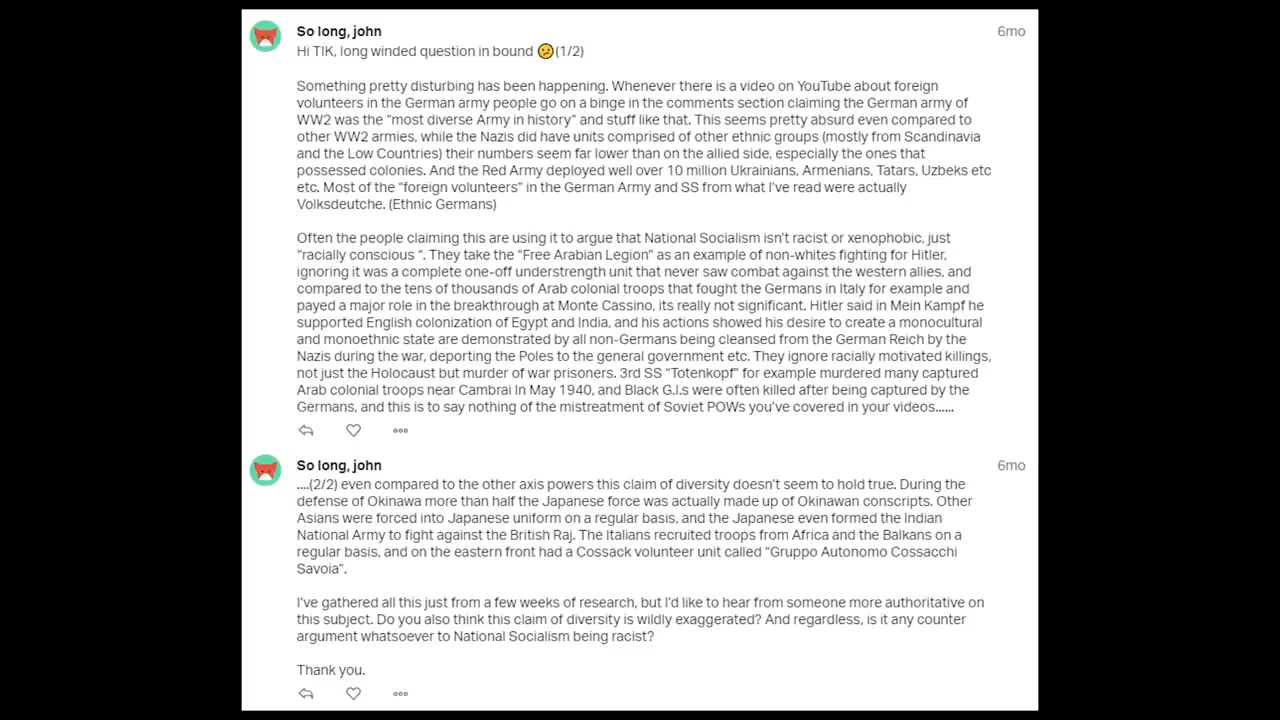 So long, john
6mo
Hi TIK, long winded question in bound 😕(1/2)
Something pretty disturbing has been happening. Whenever there is a video on YouTube about foreign
volunteers in the German army people go on a binge in the comments section claiming the German army of
WW2 was the “most diverse Army in history” and stuff like that. This seems pretty absurd even compared to
other WW2 armies, while the Nazis did have units comprised of other ethnic groups (mostly from Scandinavia
and the Low Countries) their numbers seem far lower than on the allied side, especially the ones that
possessed colonies. And the Red Army deployed well over 10 million Ukrainians, Armenians, Tatars, Uzbeks etc
etc. Most of the “foreign volunteers” in the German Army and SS from what I’ve read were actually
Volksdeutche. (Ethnic Germans)
Often the people claiming this are using it to argue that National Socialism isn’t racist or xenophobic, just
“racially conscious “. They take the “Free Arabian Legion” as an example of non-whites fighting for Hitler,
ignoring it was a complete one-off understrength unit that never saw combat against the western allies, and
compared to the tens of thousands of Arab colonial troops that fought the Germans in Italy for example and
payed a major role in the breakthrough at Monte Cassino, its really not significant. Hitler said in Mein Kampf he
supported English colonization of Egypt and India, and his actions showed his desire to create a monocultural
and monoethnic state are demonstrated by all non-Germans being cleansed from the German Reich by the
Nazis during the war, deporting the Poles to the general government etc. They ignore racially motivated killings,
not just the Holocaust but murder of war prisoners. 3rd SS “Totenkopf” for example murdered many captured
Arab colonial troops near Cambrai In May 1940, and Black G.I.s were often killed after being captured by the
Germans, and this is to say nothing of the mistreatment of Soviet POWs you’ve covered in your videos......
So long, john
6mo
....(2/2) even compared to the other axis powers this claim of diversity doesn’t seem to hold true. During the
defense of Okinawa more than half the Japanese force was actually made up of Okinawan conscripts. Other
Asians were forced into Japanese uniform on a regular basis, and the Japanese even formed the Indian
National Army to fight against the British Raj. The Italians recruited troops from Africa and the Balkans on a
regular basis, and on the eastern front had a Cossack volunteer unit called “Gruppo Autonomo Cossacchi
Savoia”.
I’ve gathered all this just from a few weeks of research, but I’d like to hear from someone more authoritative on
this subject. Do you also think this claim of diversity is wildly exaggerated? And regardless, is it any counter
argument whatsoever to National Socialism being racist?
Thank you.